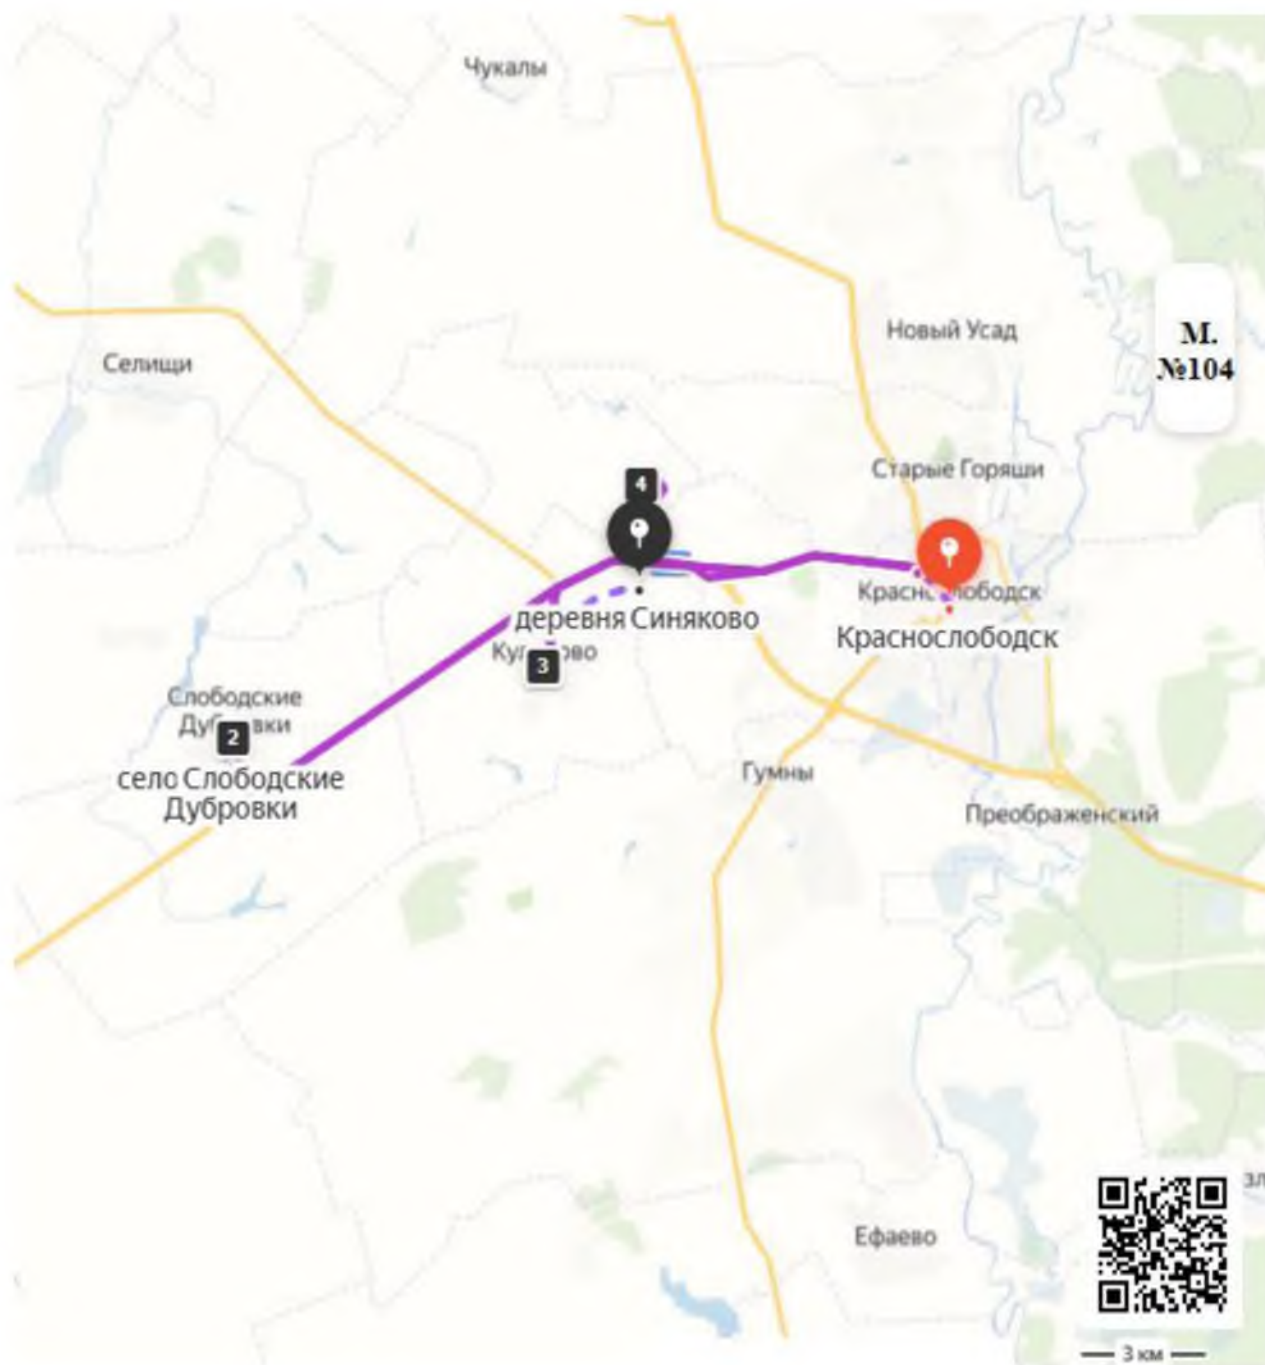 Чукалы
Новый Усад
М.
№104
Селищи
Старые Горяши
4
деревня Синяково
Краснослободск
3
Слободские
2
село Слободские
Дубровки
Гумны
Преображенский
Ефаево
3 км